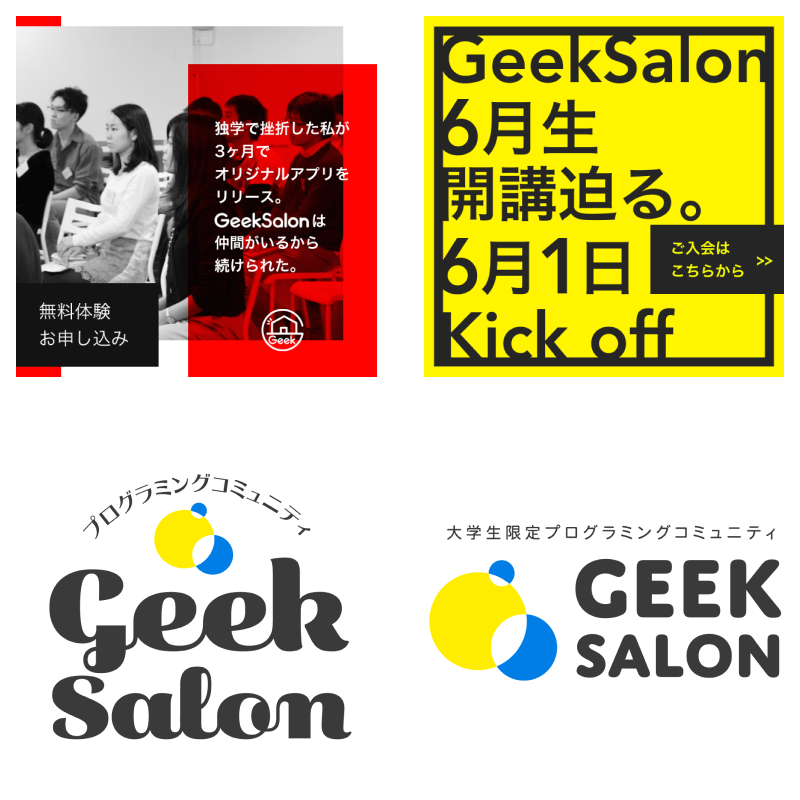 独学で挫折した私が
3ヶ月で
オリジナルアプリを
リリース。
GeekSalonは
仲間がいるから
続けられた。
無料体験
お申し込み
Geek
GeekSalon
6月生
開講迫る。
6月1日
Kick off
ご入会は
こちらから >>
プログラミングコミュニティ
Geek
Salon
大学生限定プログラミングコミュニティ
GEEK
SALON